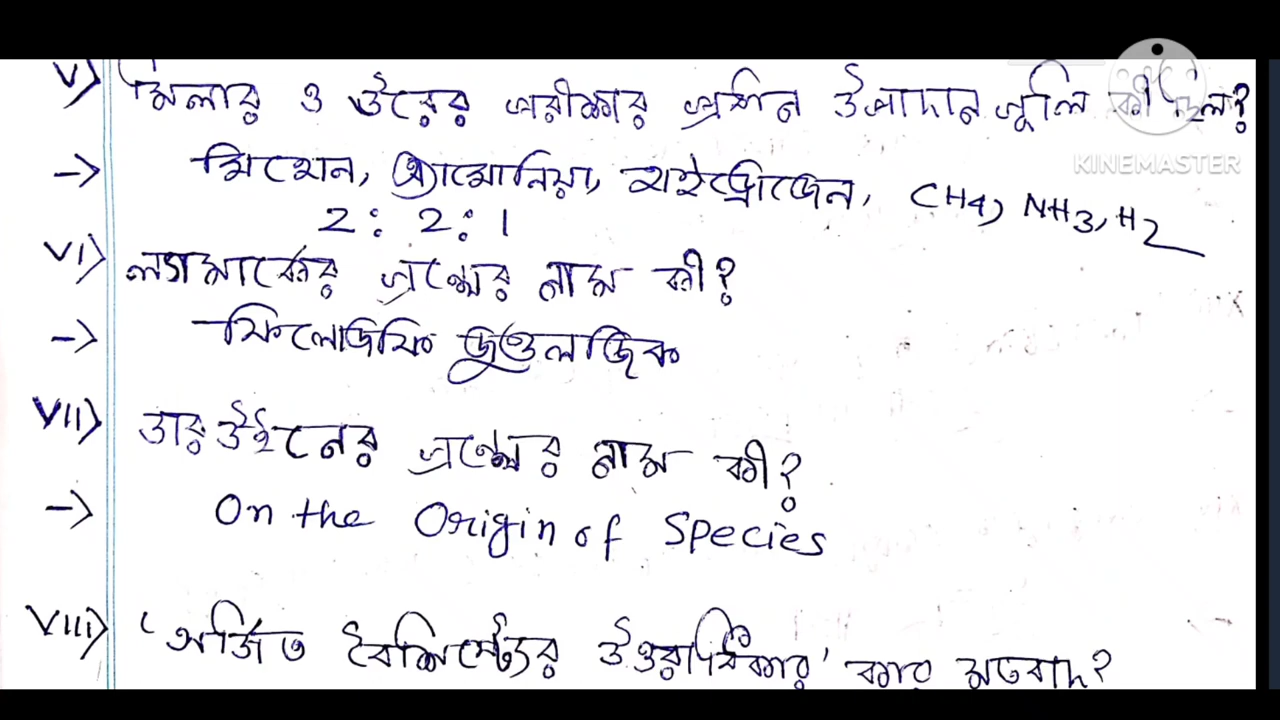 v) মিলার ও উরের পরীক্ষার প্রধান উপাদান গুলি কী ছিল?
KINEMASTER
→ মিথেন, অ্যামোনিয়া, হাইড্রোজেন, CH4, NH3, H2
2 : 2 : 1
VI) ল্যামার্কের গ্রন্থের নাম কী?
→ ফিলোজফিক জুওলজিক
VII) ডারউইনের গ্রন্থের নাম কী?
→ On the Origin of Species
VIII) 'অর্জিত বৈশিষ্ট্যের উত্তরাধিকার' কার মতবাদ?